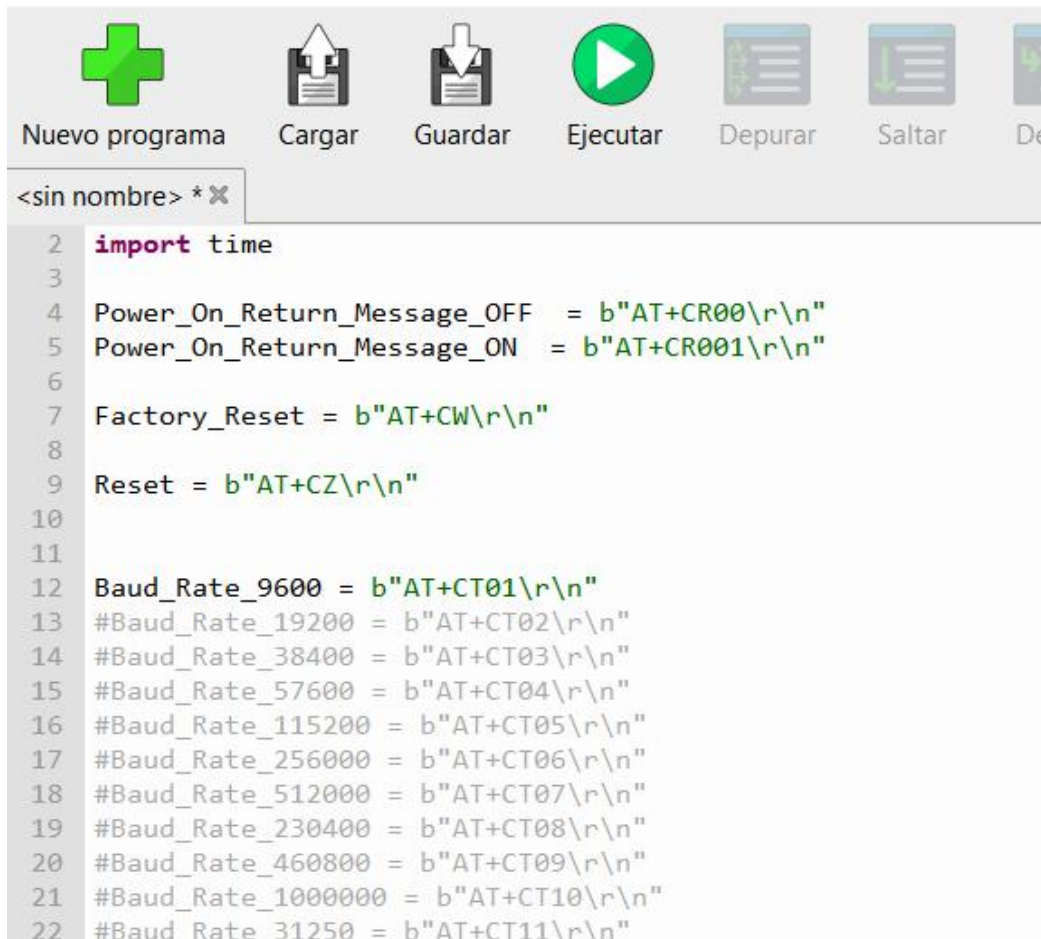 Nuevo programa Cargar Guardar Ejecutar Depurar Saltar De
<sin nombre> *
2 import time
3
4 Power_On_Return_Message_OFF  = b"AT+CR00\r\n"
5 Power_On_Return_Message_ON  = b"AT+CR001\r\n"
6
7 Factory_Reset = b"AT+CW\r\n"
8
9 Reset = b"AT+CZ\r\n"
10
11
12 Baud_Rate_9600 = b"AT+CT01\r\n"
13 #Baud_Rate_19200 = b"AT+CT02\r\n"
14 #Baud_Rate_38400 = b"AT+CT03\r\n"
15 #Baud_Rate_57600 = b"AT+CT04\r\n"
16 #Baud_Rate_115200 = b"AT+CT05\r\n"
17 #Baud_Rate_256000 = b"AT+CT06\r\n"
18 #Baud_Rate_512000 = b"AT+CT07\r\n"
19 #Baud_Rate_230400 = b"AT+CT08\r\n"
20 #Baud_Rate_460800 = b"AT+CT09\r\n"
21 #Baud_Rate_1000000 = b"AT+CT10\r\n"
22 #Baud_Rate_31250 = b"AT+CT11\r\n"